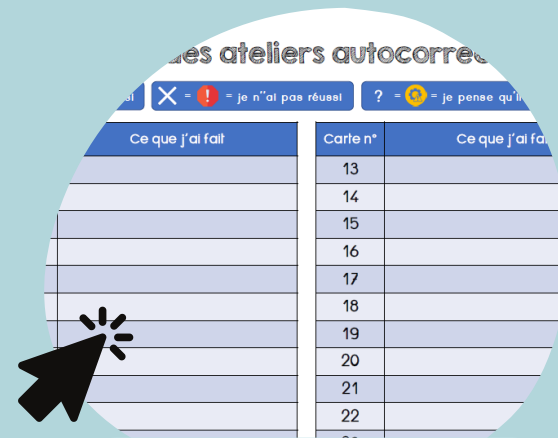 des ateliers autocorrec
= je n''ai pas réussi
? = = je pense qu'il
Ce que j'ai fait
Carte n° Ce que j'ai fai
13
14
15
16
17
18
19
20
21
22